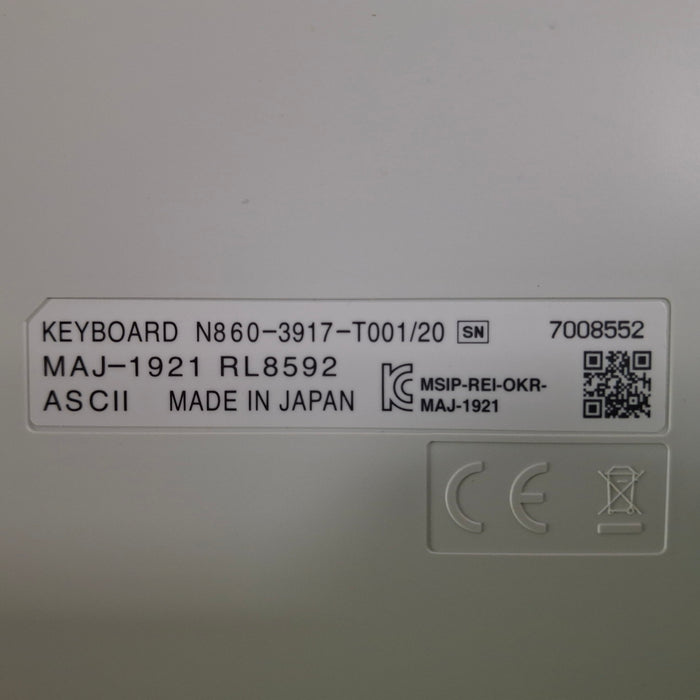 KEYBOARD N860-3917-T001/20 SN 7008552
MAJ-1921 RL8592
ASCII MADE IN JAPAN
MSIP-REI-OKR-
MAJ-1921
CE